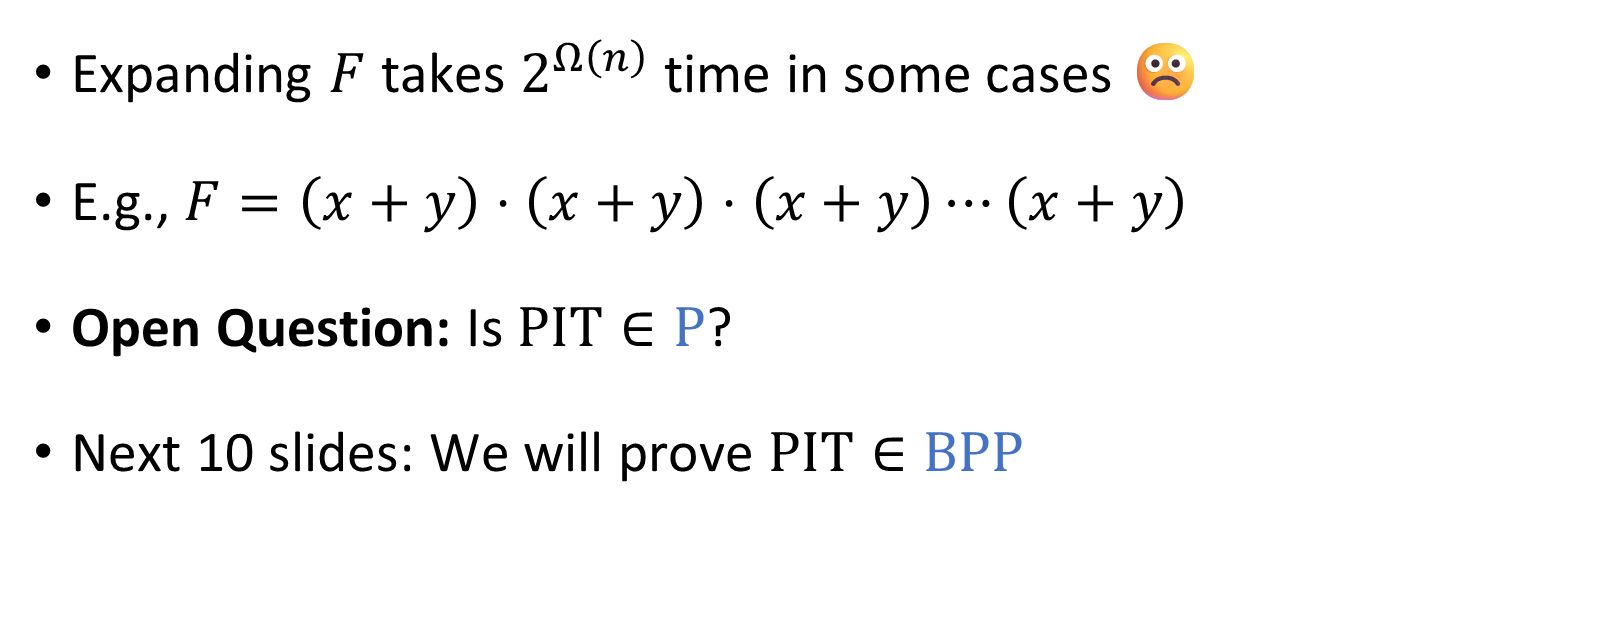 • Expanding F takes 2^Ω(n) time in some cases 🙁
• E.g., F = (x + y) · (x + y) · (x + y) ⋯ (x + y)
• Open Question: Is PIT ∈ P?
• Next 10 slides: We will prove PIT ∈ BPP